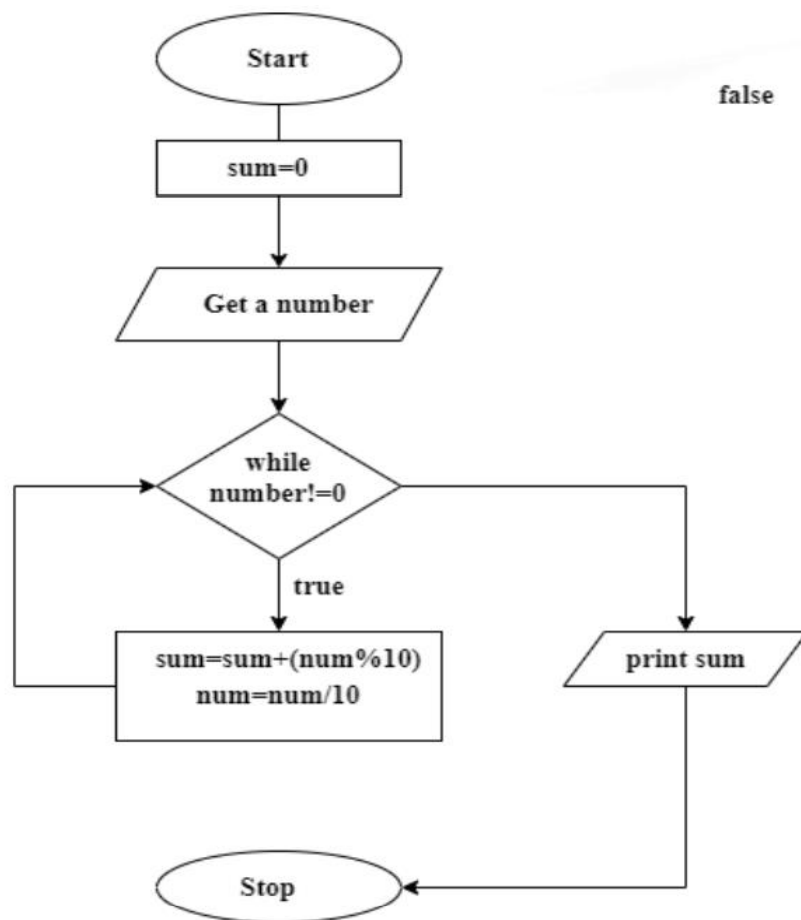 Start
false
sum=0
Get a number
while
number!=0
true
sum=sum+(num%10)
num=num/10
print sum
Stop